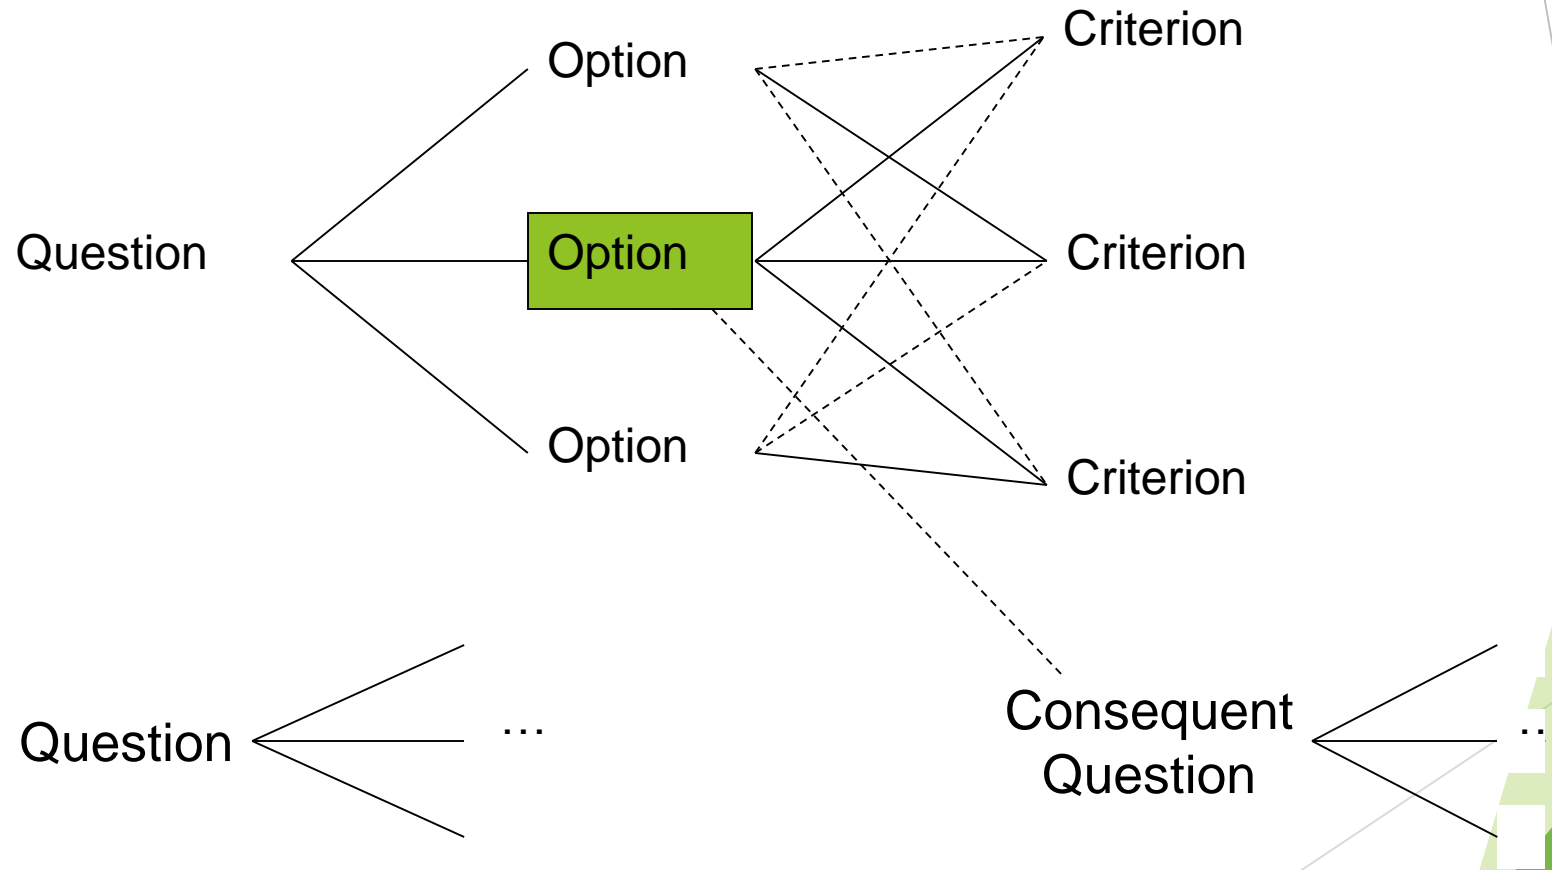 Criterion
Option
Question
Option
Criterion
Option
Criterion
Question
…
Consequent
Question
..